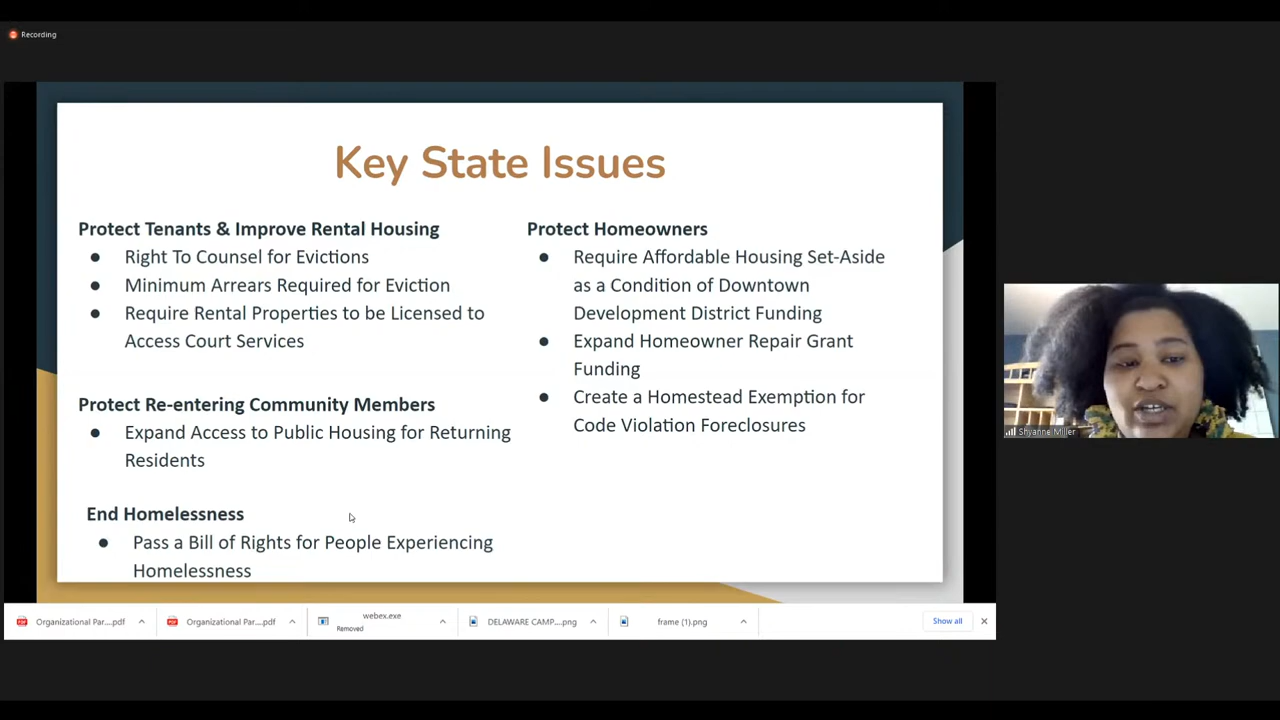 Recording
Key State Issues
Protect Tenants & Improve Rental Housing
● Right To Counsel for Evictions
● Minimum Arrears Required for Eviction
● Require Rental Properties to be Licensed to
Access Court Services
Protect Re-entering Community Members
● Expand Access to Public Housing for Returning
Residents
End Homelessness
● Pass a Bill of Rights for People Experiencing
Homelessness
Protect Homeowners
● Require Affordable Housing Set-Aside
as a Condition of Downtown
Development District Funding
● Expand Homeowner Repair Grant
Funding
● Create a Homestead Exemption for
Code Violation Foreclosures
Shyanne Miller
Organizational Par....pdf
Organizational Par....pdf
webex.exe
Removed
DELAWARE CAMP....png
frame (1).png
Show all